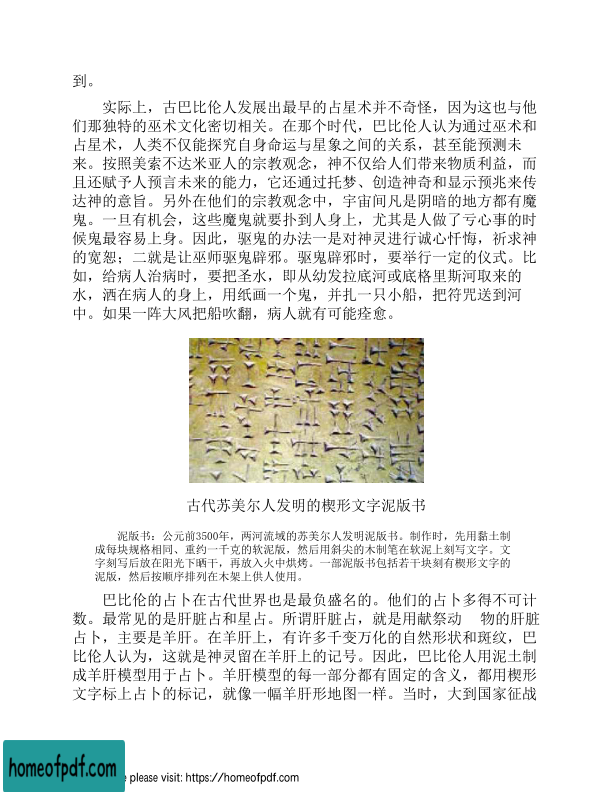 到。
实际上，古巴比伦人发展出最早的占星术并不奇怪，因为这也与他
们那独特的巫术文化密切相关。在那个时代，巴比伦人认为通过巫术和
占星术，人类不仅能探究自身命运与星象之间的关系，甚至能预测未
来。按照美索不达米亚人的宗教观念，神不仅给人们带来物质利益，而
且还赋予人预言未来的能力，它还通过托梦、创造神奇和显示预兆来传
达神的意旨。另外在他们的宗教观念中，宇宙间凡是阴暗的地方都有魔
鬼。一旦有机会，这些魔鬼就要扑到人身上，尤其是人做了亏心事的时
候鬼最容易上身。因此，驱鬼的办法一是对神灵进行诚心忏悔，祈求神
的宽恕；二就是让巫师驱鬼辟邪。驱鬼辟邪时，要举行一定的仪式。比
如，给病人治病时，要把圣水，即从幼发拉底河或底格里斯河取来的
水，洒在病人的身上，用纸画一个鬼，并扎一只小船，把符咒送到河
中。如果一阵大风把船吹翻，病人就有可能痊愈。
古代苏美尔人发明的楔形文字泥版书
泥版书：公元前3500年，两河流域的苏美尔人发明泥版书。制作时，先用黏土制
成每块规格相同、重约一千克的软泥版，然后用斜尖的木制笔在软泥上刻写文字。文
字刻写后放在阳光下晒干，再放入火中烘烤。一部泥版书包括若干块刻有楔形文字的
泥版，然后按顺序排列在木架上供人使用。
巴比伦的占卜在古代世界也是最负盛名的。他们的占卜多得不可计
数。最常见的是肝脏占和星占。所谓肝脏占，就是用献祭动 物的肝脏
占卜，主要是羊肝。在羊肝上，有许多千变万化的自然形状和斑纹，巴
比伦人认为，这就是神灵留在羊肝上的记号。因此，巴比伦人用泥土制
成羊肝模型用于占卜。羊肝模型的每一部分都有固定的含义，都用楔形
文字标上占卜的标记，就像一幅羊肝形地图一样。当时，大到国家征战
homeofpdf.com
please visit: https://homeofpdf.com